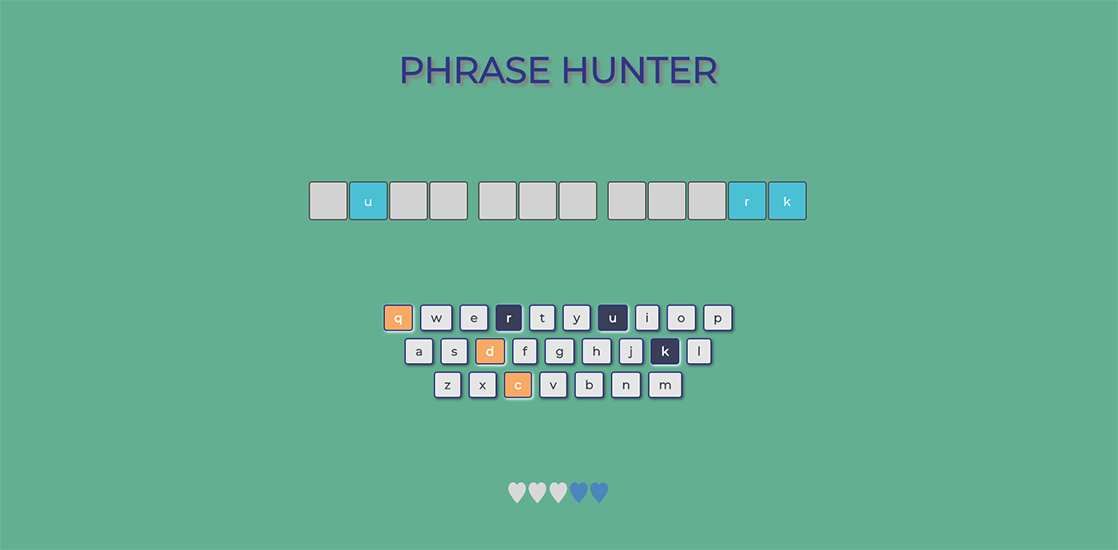 PHRASE HUNTER
u r k
q w e r t y u i o p
a s d f g h j k l
z x c v b n m